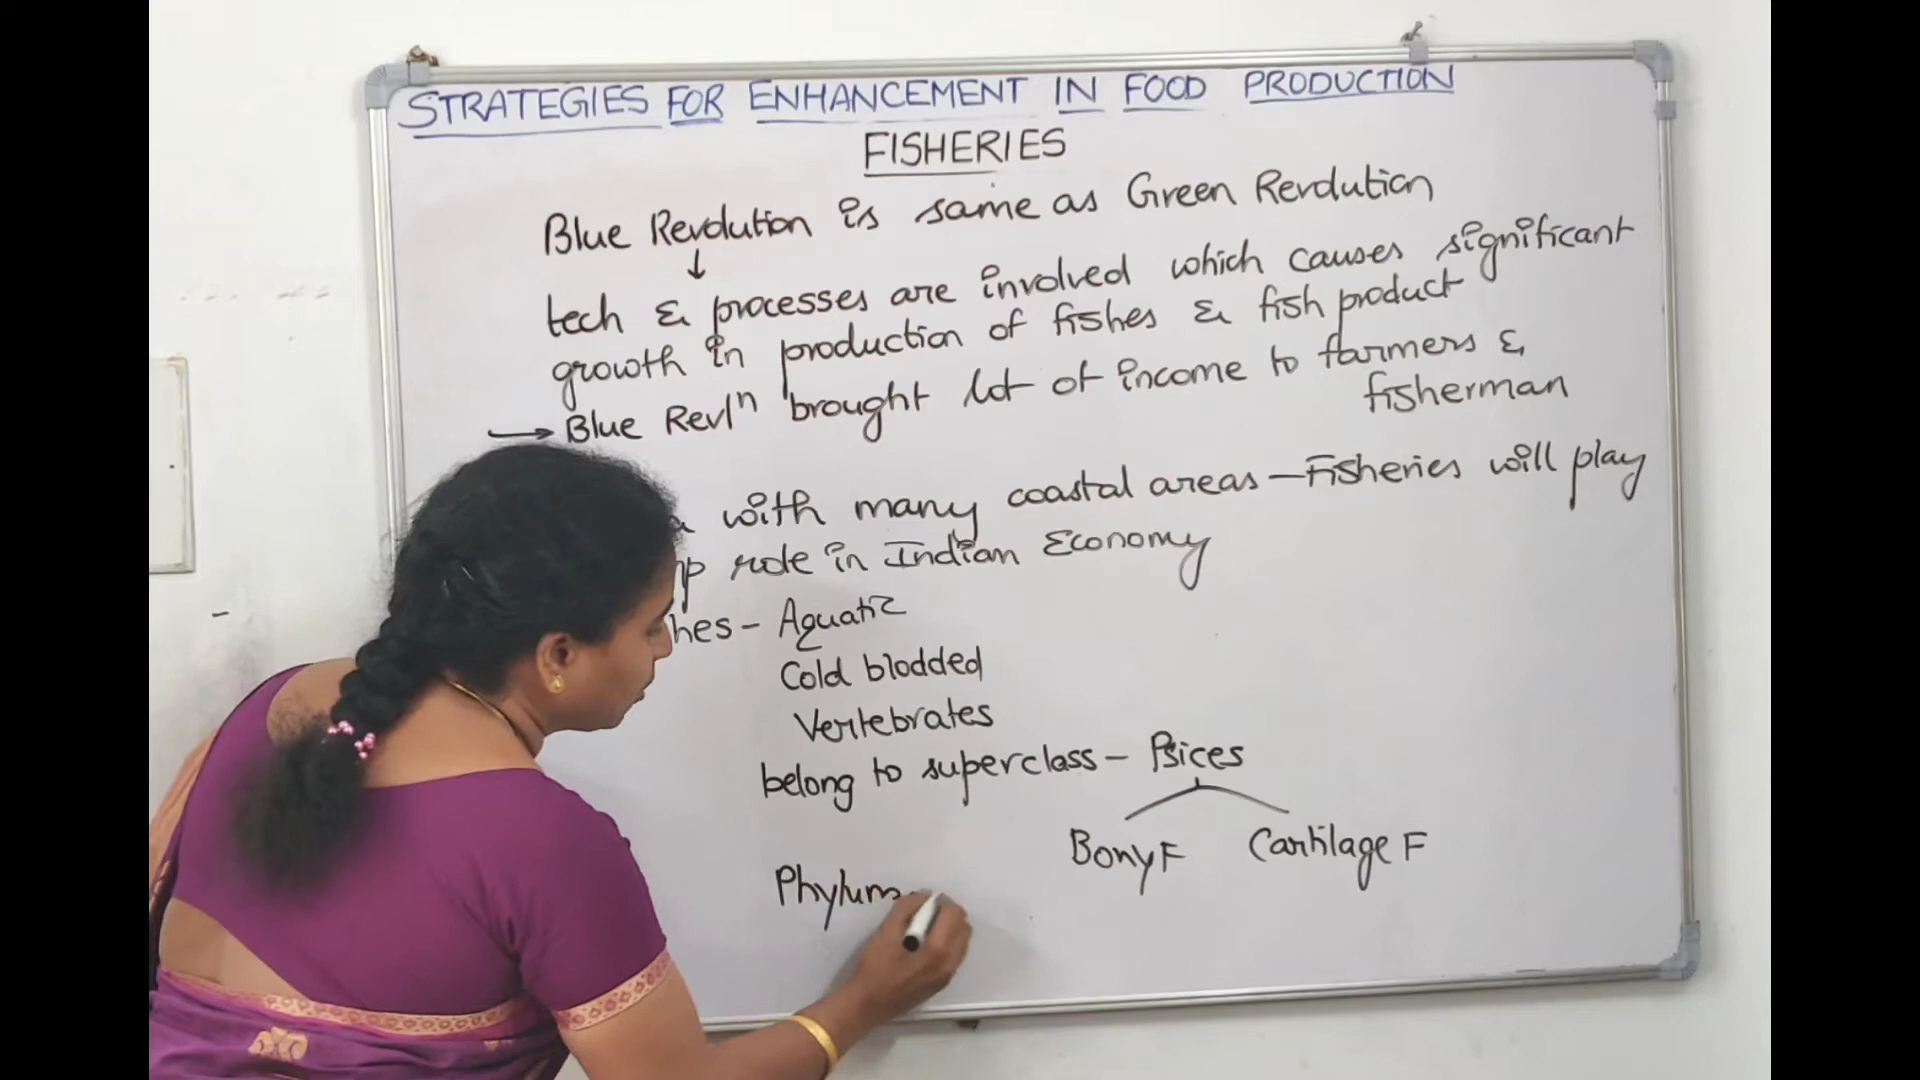 STRATEGIES FOR ENHANCEMENT IN FOOD PRODUCTION
FISHERIES
Blue Revolution is same as Green Revolution
↓
tech & processes are involved which causes significant
growth in production of fishes & fish product
→ Blue Revlⁿ brought lot of income to farmers &
fisherman
with many coastal areas - Fisheries will play
role in Indian Economy
hes - Aquatic
Cold blooded
Vertebrates
belong to superclass - Psices
Bony F Cartilage F
Phylum